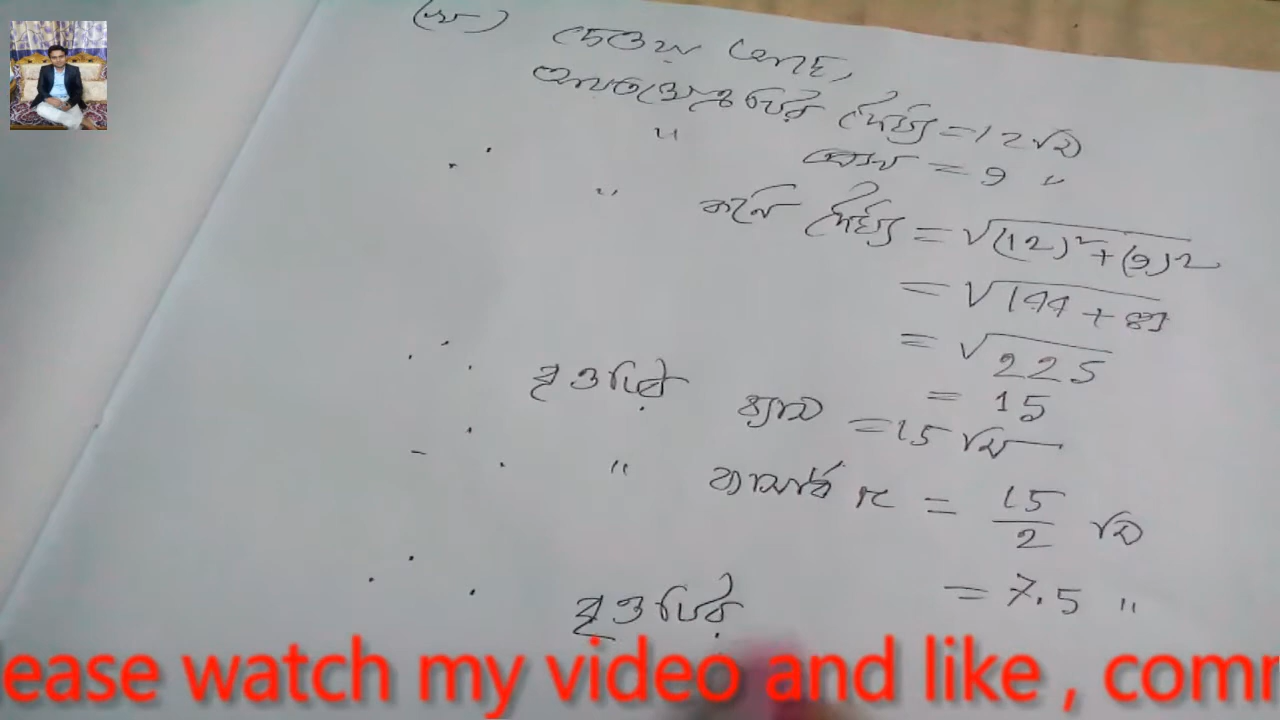 (খ) দেওয়া আছে,
আয়তক্ষেত্রটির দৈর্ঘ্য = 12 মি
" প্রস্থ = 9 "
∴ " কর্ণের দৈর্ঘ্য = √(12)² + (9)²
= √144 + 81
= √225
= 15
∴ বৃত্তটির ব্যাস = 15 মি
∴ " ব্যাসার্ধ r = 15/2 মি
= 7.5 "
∴ বৃত্তটির
lease watch my video and like , comm